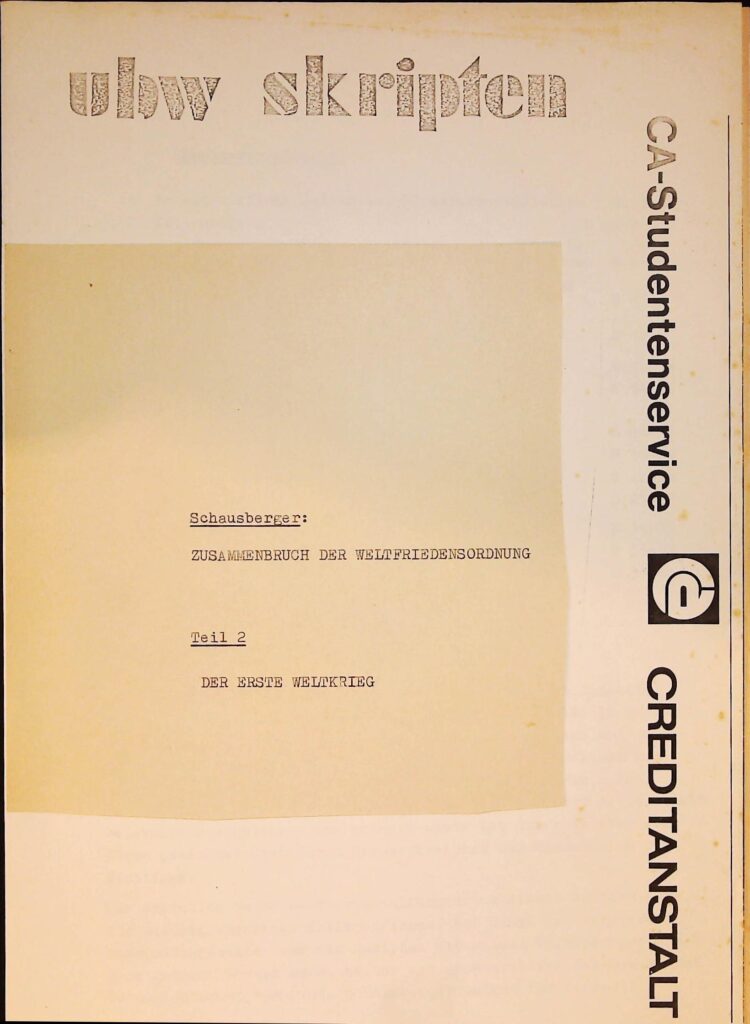 ubw skripten
Schausberger:
ZUSAMMENBRUCH DER WELTFRIEDENSORDNUNG
Teil 2
DER ERSTE WELTKRIEG
CA-Studentenservice
CREDITANSTALT